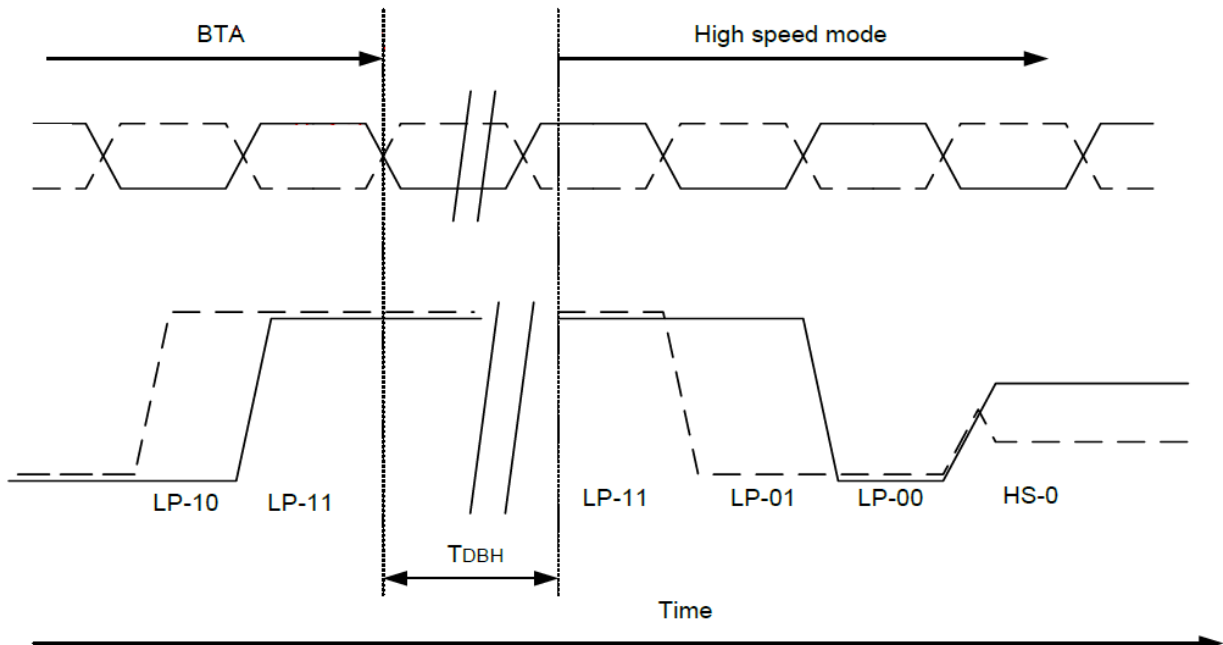 BTA
High speed mode
LP-10
LP-11
LP-11
LP-01
LP-00
HS-0
TDBH
Time